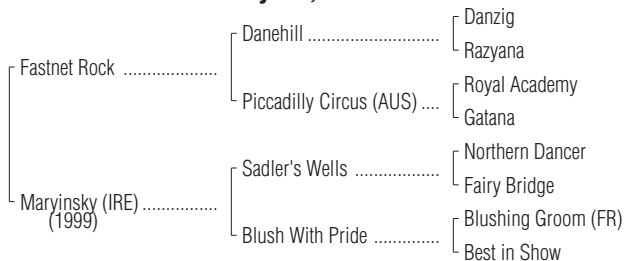 Danzig
Danehill ............................
Razyana
Fastnet Rock ....................
Royal Academy
Piccadilly Circus (AUS) ....
Gatana
Northern Dancer
Sadler's Wells ..................
Fairy Bridge
Maryinsky (IRE) ................
(1999)
Blushing Groom (FR)
Blush With Pride ..............
Best in Show